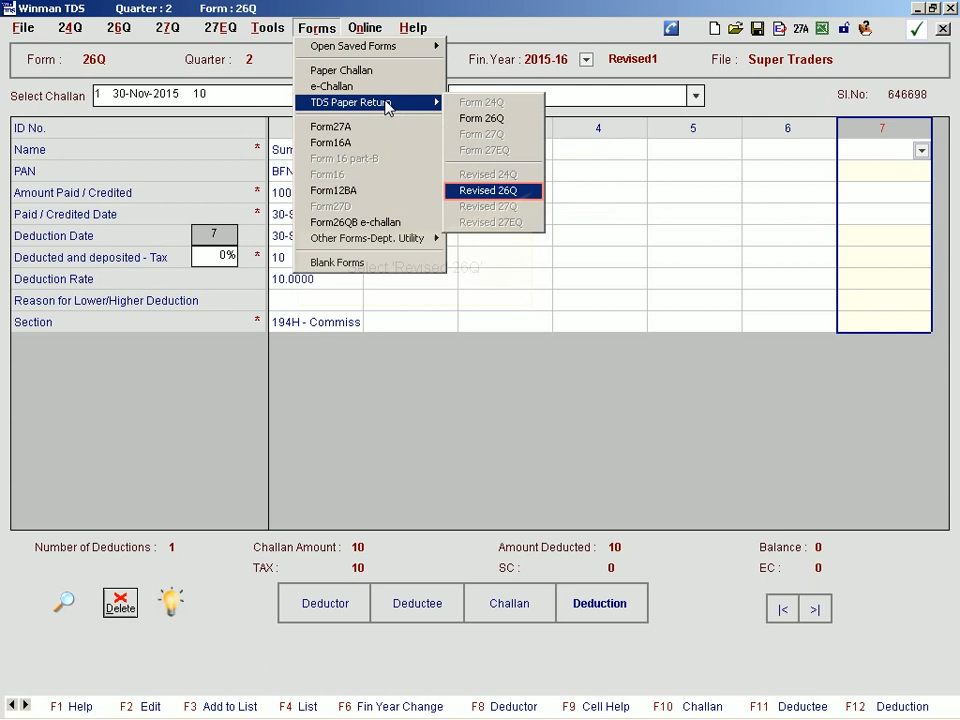 Winman TDS Quarter : 2 Form : 26Q
File 24Q 26Q 27Q 27EQ Tools Forms Online Help
27A
Form : 26Q Quarter : 2 Fin.Year : 2015-16 Revised1 File : Super Traders
Select Challan 1 30-Nov-2015 10 Sl.No: 646698
Open Saved Forms
Paper Challan
e-Challan
TDS Paper Return
Form27A
Form16A
Form 16 part-B
Form16
Form12BA
Form27D
Form26QB e-challan
Other Forms-Dept. Utility
Blank Forms
Form 24Q
Form 26Q
Form 27Q
Form 27EQ
Revised 24Q
Revised 26Q
Revised 27Q
Revised 27EQ
Select 'Revised 26Q'
ID No. 4 5 6 7
Name * Sum
PAN BFN
Amount Paid / Credited * 100
Paid / Credited Date * 30-S
Deduction Date 7 30-S
Deducted and deposited - Tax 0% * 10
Deduction Rate 10.0000
Reason for Lower/Higher Deduction
Section * 194H - Commiss
Number of Deductions : 1 Challan Amount : 10 Amount Deducted : 10 Balance : 0
TAX : 10 SC : 0 EC : 0
Delete Deductor Deductee Challan Deduction |< >|
F1 Help F2 Edit F3 Add to List F4 List F6 Fin Year Change F8 Deductor F9 Cell Help F10 Challan F11 Deductee F12 Deduction